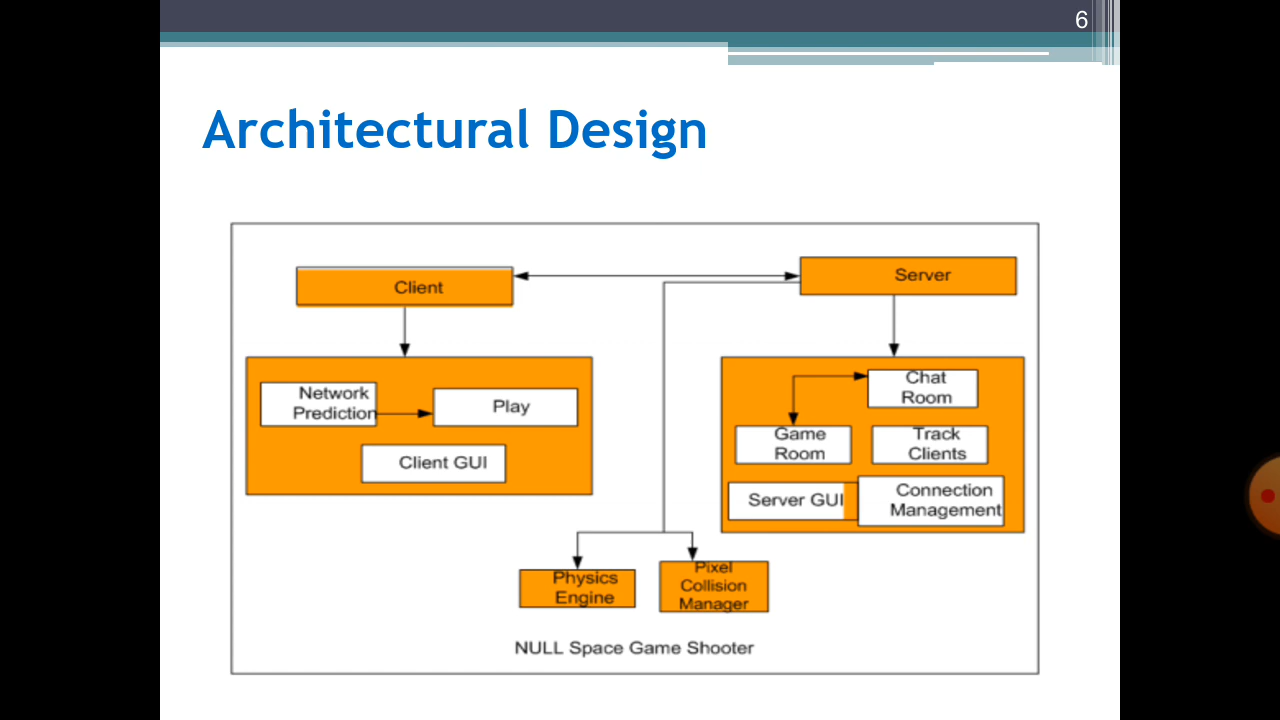 6
Architectural Design
Client
Server
Network
Prediction
Play
Client GUI
Chat
Room
Game
Room
Track
Clients
Server GUI
Connection
Management
Physics
Engine
Pixel
Collision
Manager
NULL Space Game Shooter